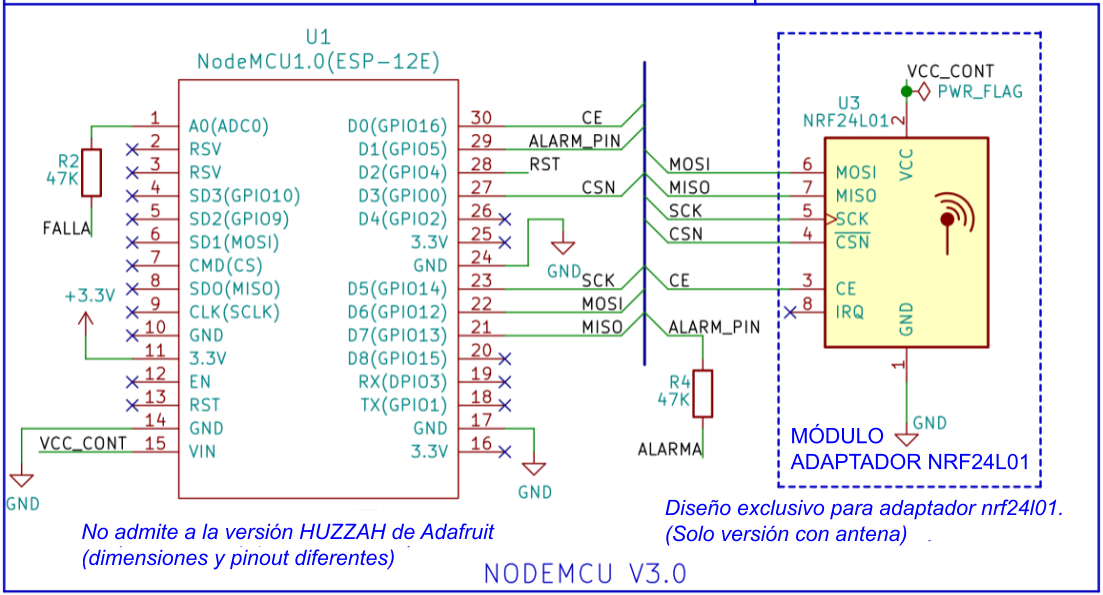 U1
NodeMCU1.0(ESP-12E)
1 A0(ADC0)
2 RSV
3 RSV
4 SD3(GPIO10)
5 SD2(GPIO9)
6 SD1(MOSI)
7 CMD(CS)
8 SDO(MISO)
9 CLK(SCLK)
10 GND
11 3.3V
12 EN
13 RST
14 GND
15 VIN
R2
47K
FALLA
+3.3V
VCC_CONT
GND
D0(GPIO16) 30 CE
D1(GPIO5) 29 ALARM_PIN
D2(GPIO4) 28 RST
D3(GPIO0) 27 CSN
D4(GPIO2) 26
3.3V 25
GND 24
GND
D5(GPIO14) 23 SCK
D6(GPIO12) 22 MOSI
D7(GPIO13) 21 MISO
D8(GPIO15) 20
RX(DPIO3) 19
TX(GPIO1) 18
GND 17
3.3V 16
GND
VCC_CONT
PWR_FLAG
U3
NRF24L01
2
VCC
MOSI 6 MOSI
MISO 7 MISO
SCK 5 SCK
CSN 4 CSN
CE 3 CE
8 IRQ
GND
1
GND
ALARM_PIN
R4
47K
ALARMA
MÓDULO
ADAPTADOR NRF24L01
No admite a la versión HUZZAH de Adafruit
(dimensiones y pinout diferentes)
Diseño exclusivo para adaptador nrf24l01.
(Solo versión con antena)
NODEMCU V3.0